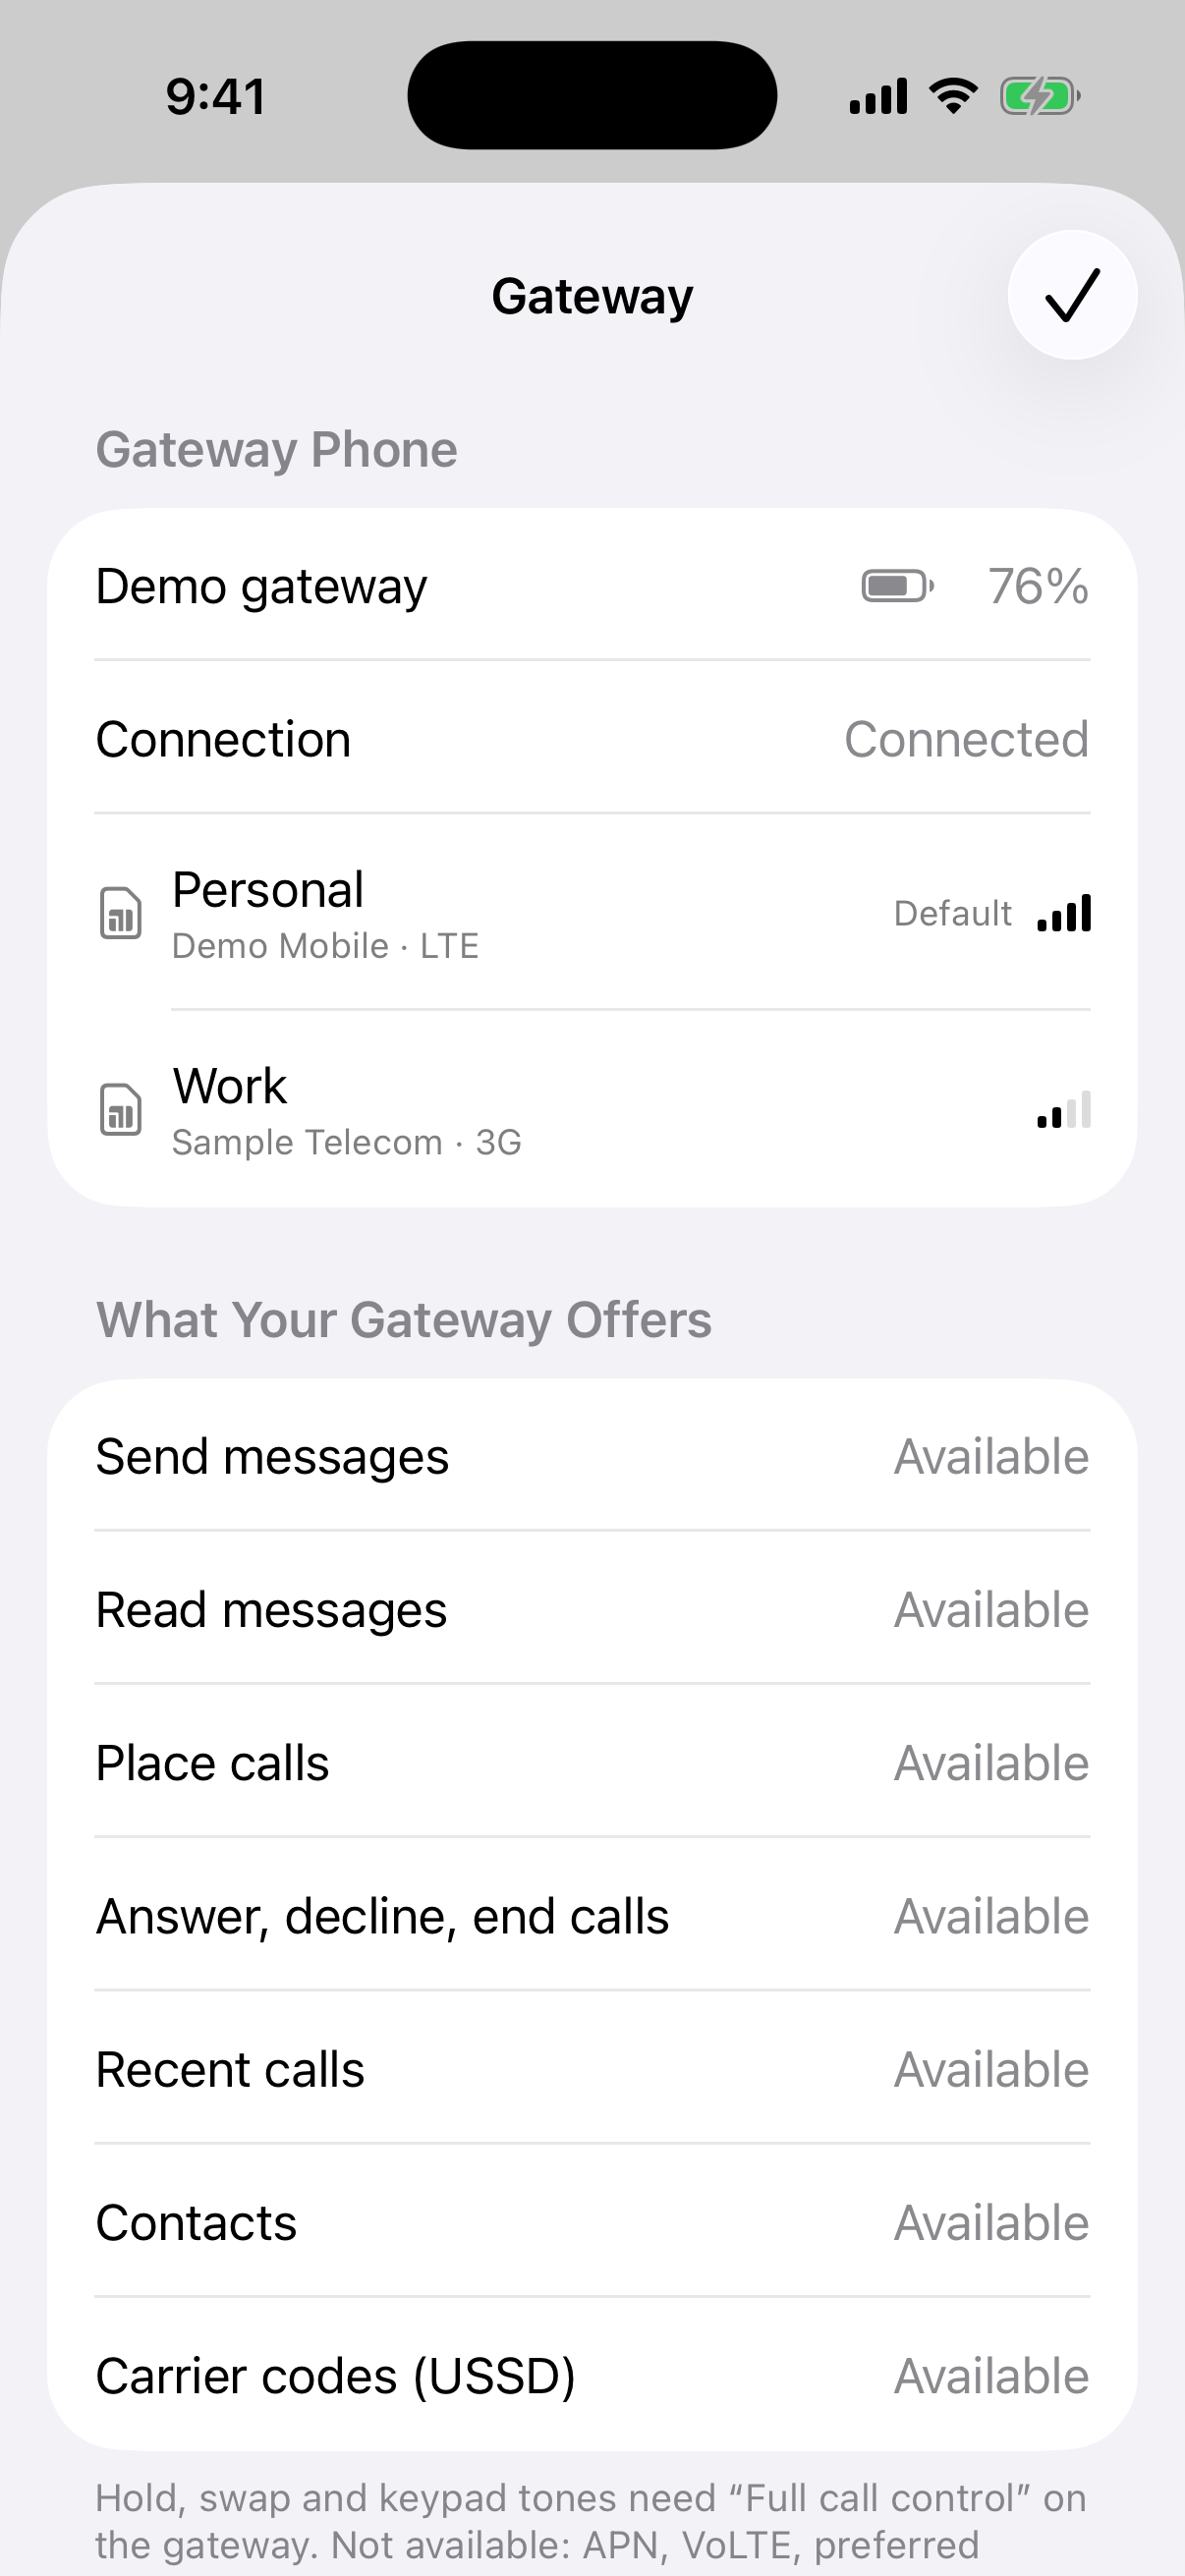 9:41
Gateway
Gateway Phone
Demo gateway 76%
Connection Connected
Personal
Demo Mobile · LTE
Default
Work
Sample Telecom · 3G
What Your Gateway Offers
Send messages Available
Read messages Available
Place calls Available
Answer, decline, end calls Available
Recent calls Available
Contacts Available
Carrier codes (USSD) Available
Hold, swap and keypad tones need “Full call control” on
the gateway. Not available: APN, VoLTE, preferred